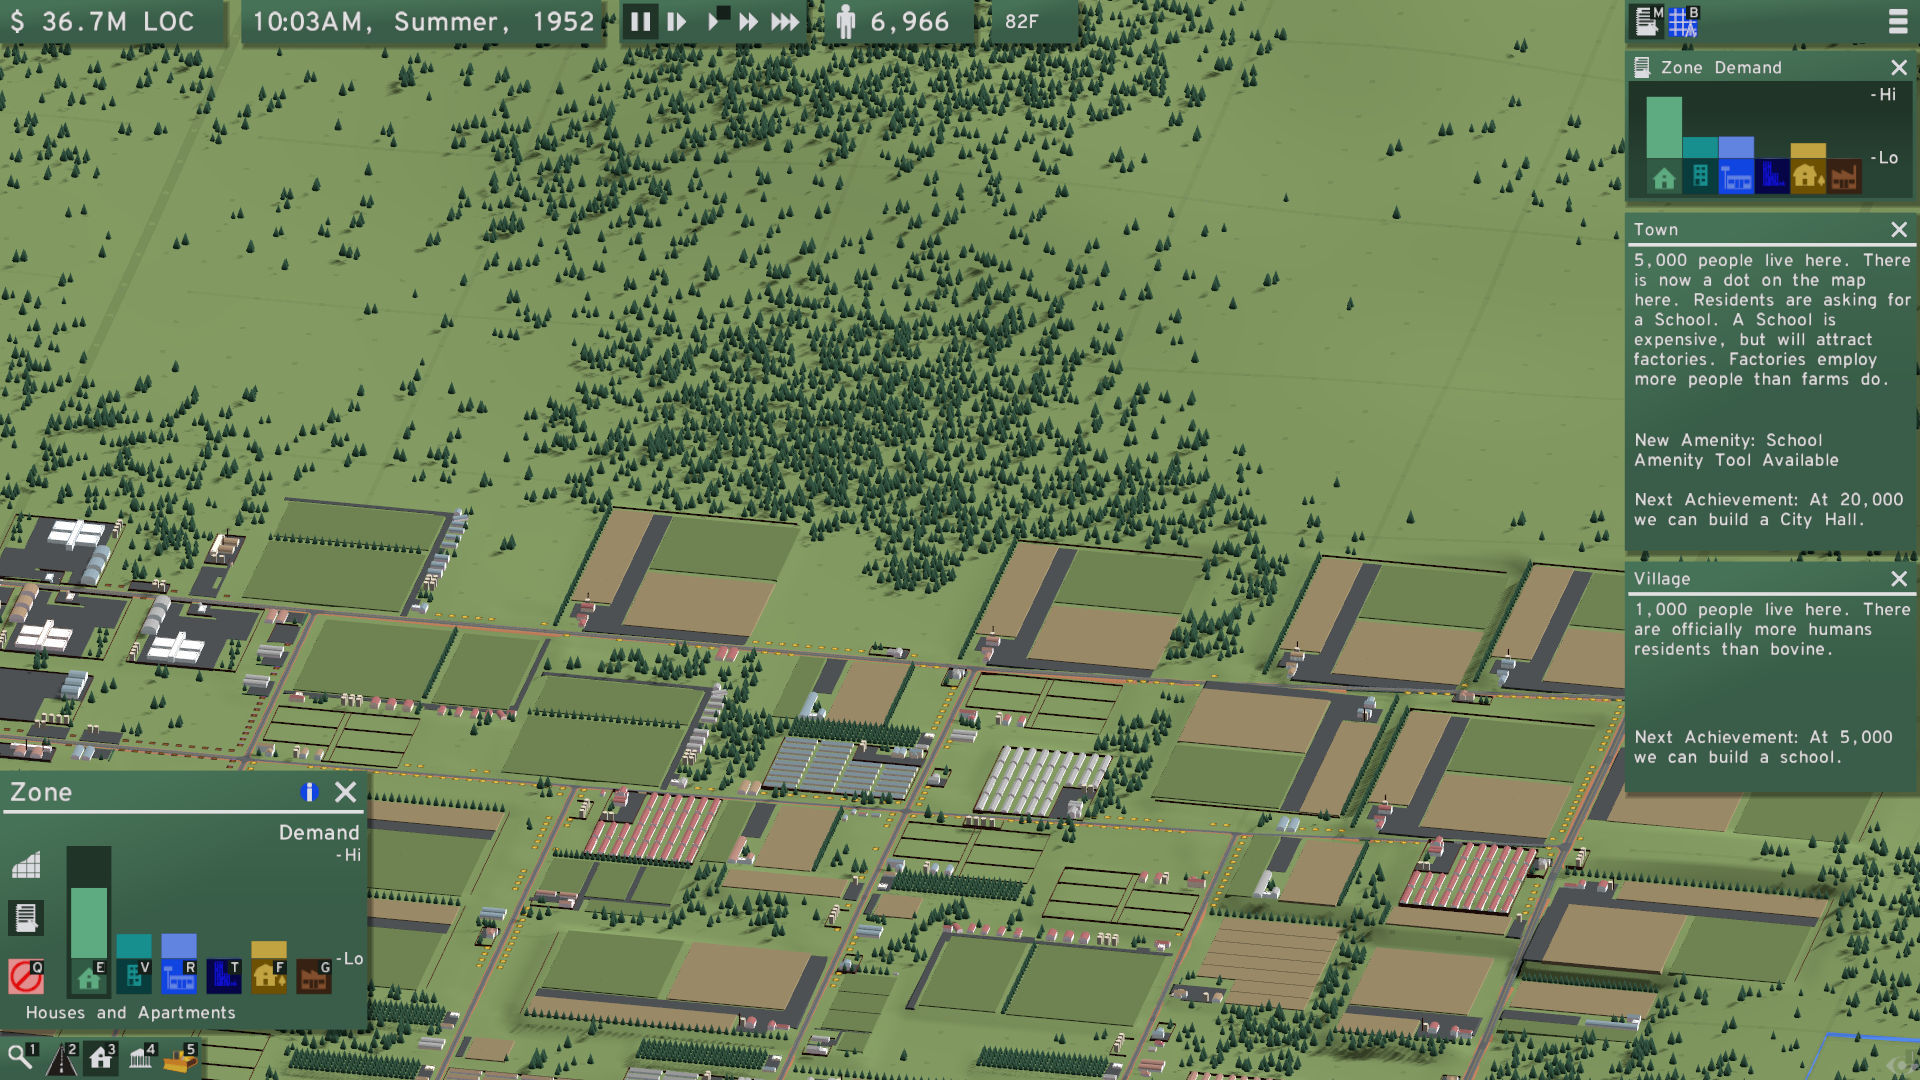 $ 36.7M LOC
10:03AM, Summer, 1952
6,966
82F
M
B
Zone Demand
-Hi
-Lo
Town
5,000 people live here. There
is now a dot on the map
here. Residents are asking for
a School. A School is
expensive, but will attract
factories. Factories employ
more people than farms do.
New Amenity: School
Amenity Tool Available
Next Achievement: At 20,000
we can build a City Hall.
Village
1,000 people live here. There
are officially more humans
residents than bovine.
Next Achievement: At 5,000
we can build a school.
Zone
i
Demand
-Hi
-Lo
Q
E
V
R
T
F
G
Houses and Apartments
1
2
3
4
5